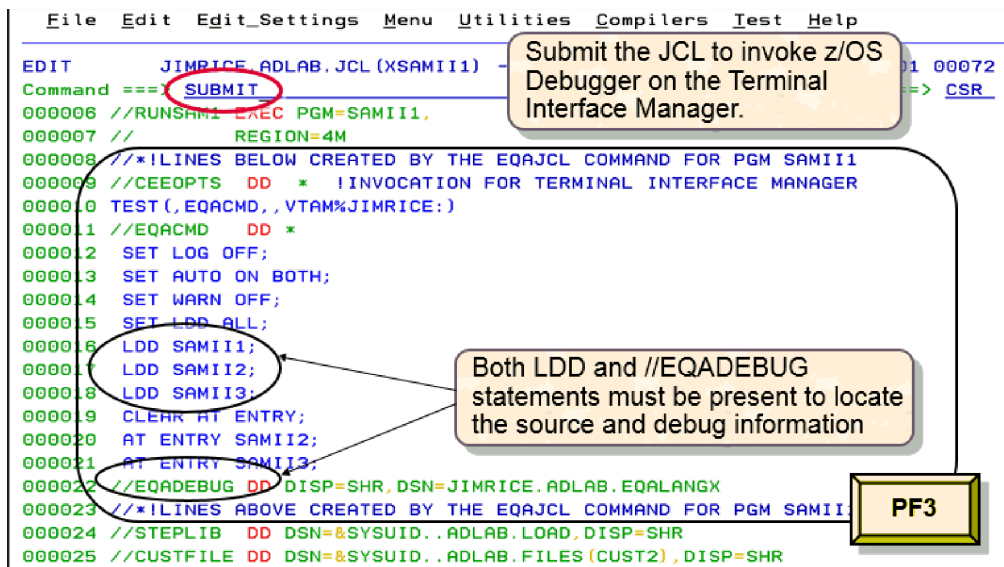 File Edit Edit_Settings Menu Utilities Compilers Test Help
EDIT JIMRICE.ADLAB.JCL(XSAMII1) - 01 00072
Command ===> SUBMIT => CSR
Submit the JCL to invoke z/OS
Debugger on the Terminal
Interface Manager.
000006 //RUNSAM1 EXEC PGM=SAMII1,
000007 // REGION=4M
000008 //*!LINES BELOW CREATED BY THE EQAJCL COMMAND FOR PGM SAMII1
000009 //CEEOPTS DD * !INVOCATION FOR TERMINAL INTERFACE MANAGER
000010 TEST(,EQACMD,,VTAM%JIMRICE:)
000011 //EQACMD DD *
000012 SET LOG OFF;
000013 SET AUTO ON BOTH;
000014 SET WARN OFF;
000015 SET LDD ALL;
000016 LDD SAMII1;
000017 LDD SAMII2;
000018 LDD SAMII3;
000019 CLEAR AT ENTRY;
000020 AT ENTRY SAMII2;
000021 AT ENTRY SAMII3;
Both LDD and //EQADEBUG
statements must be present to locate
the source and debug information
000022 //EQADEBUG DD DISP=SHR,DSN=JIMRICE.ADLAB.EQALANGX
000023 //*!LINES ABOVE CREATED BY THE EQAJCL COMMAND FOR PGM SAMII
000024 //STEPLIB DD DSN=&SYSUID..ADLAB.LOAD,DISP=SHR
000025 //CUSTFILE DD DSN=&SYSUID..ADLAB.FILES(CUST2),DISP=SHR
PF3